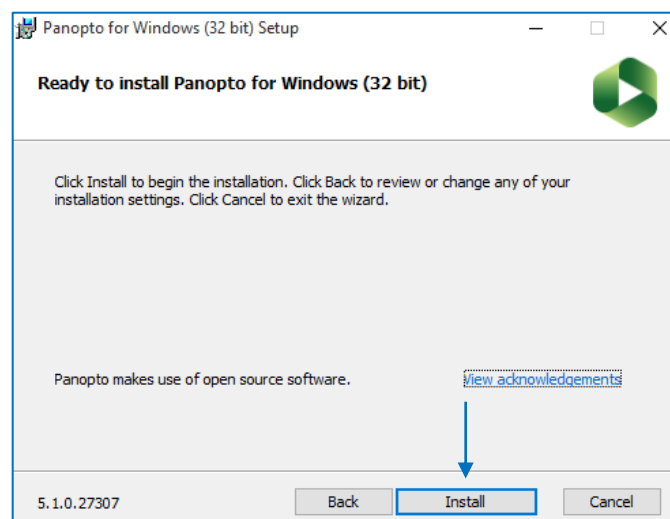 Panopto for Windows (32 bit) Setup
Ready to install Panopto for Windows (32 bit)
Click Install to begin the installation. Click Back to review or change any of your
installation settings. Click Cancel to exit the wizard.
Panopto makes use of open source software. View acknowledgements
5.1.0.27307 Back Install Cancel